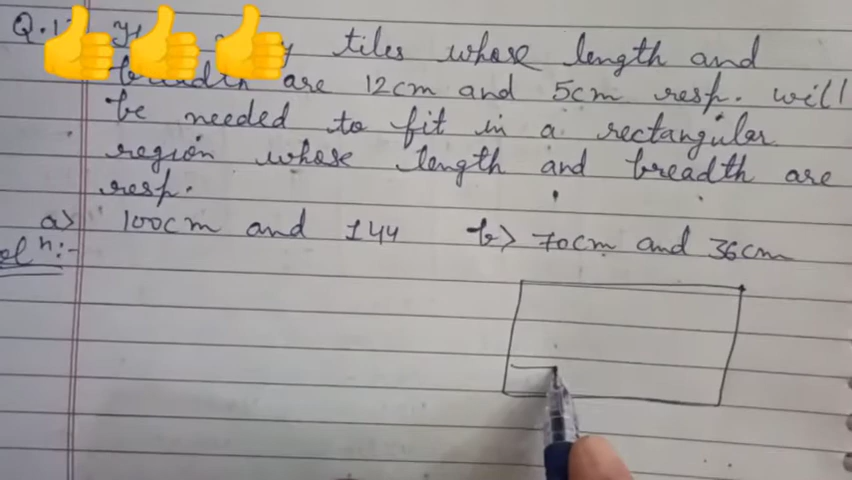 Q.1
tiles whose length and
are 12cm and 5cm resp. will
be needed to fit in a rectangular
region whose length and breadth are
resp.
a> 100cm and 144 b> 70cm and 36cm
olⁿ:-